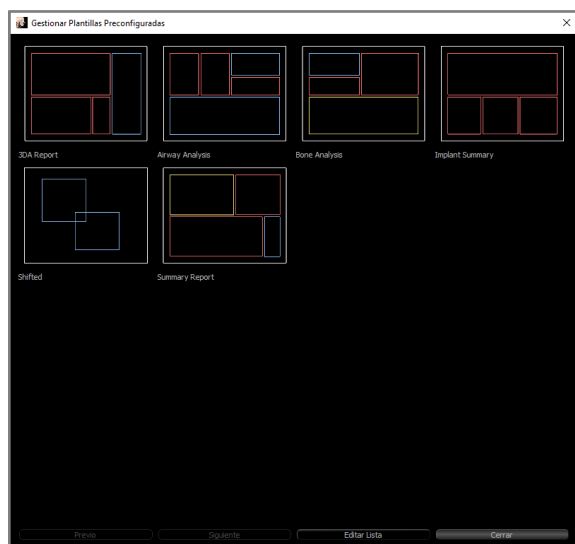 Gestionar Plantillas Preconfiguradas
3DA Report
Airway Analysis
Bone Analysis
Implant Summary
Shifted
Summary Report
Previo
Siguiente
Editar Lista
Cerrar